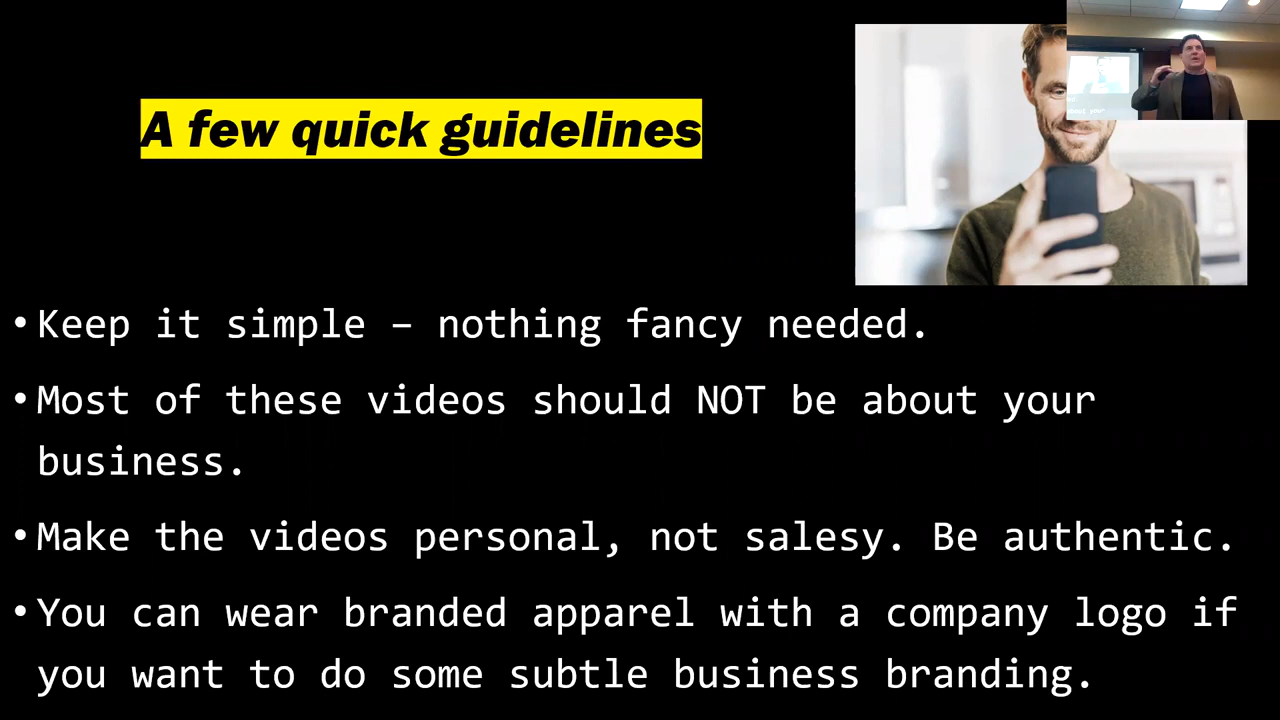 A few quick guidelines
• Keep it simple – nothing fancy needed.
• Most of these videos should NOT be about your
business.
• Make the videos personal, not salesy. Be authentic.
• You can wear branded apparel with a company logo if
you want to do some subtle business branding.